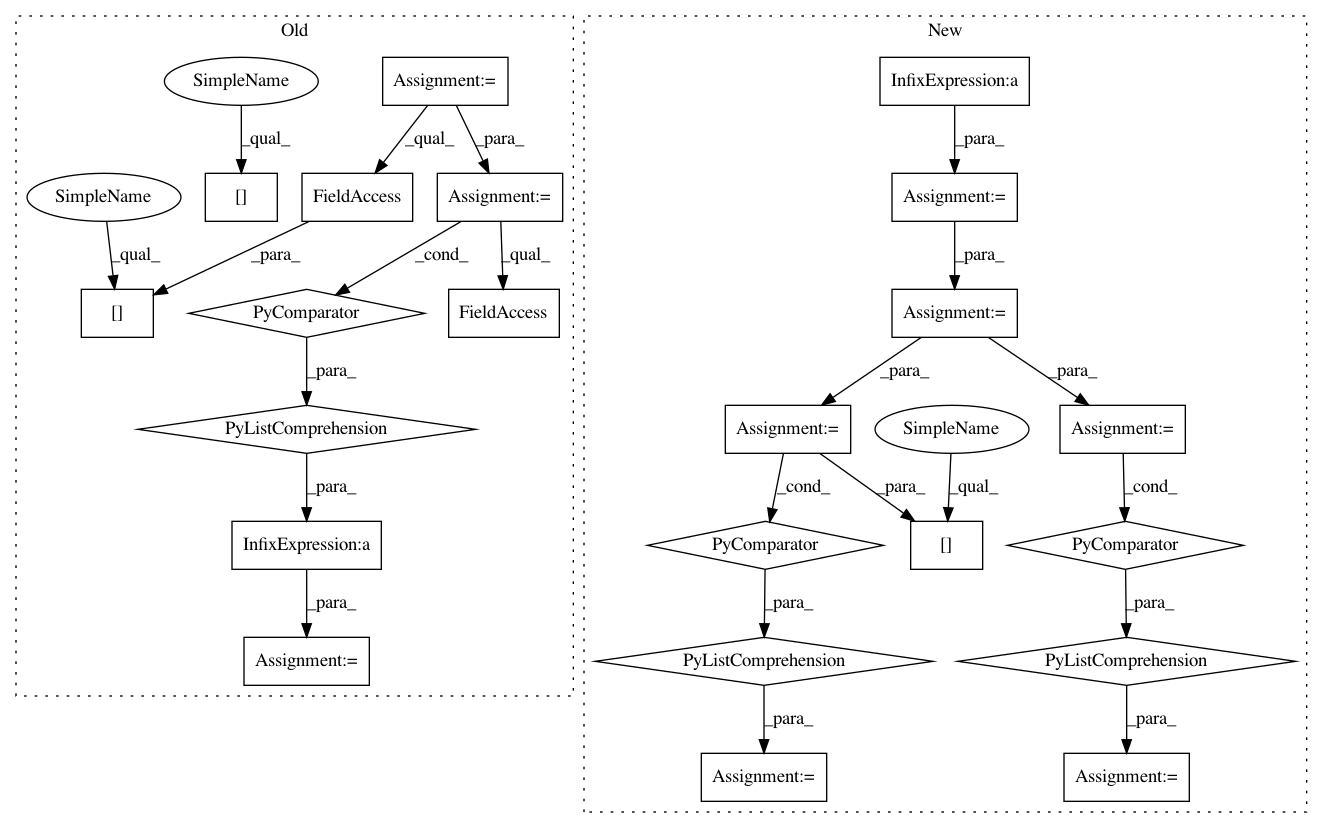 Old
New
SimpleName
Assignment:=
InfixExpression:a
_qual_
_qual_
_para_
_para_
SimpleName
[]
FieldAccess
Assignment:=
Assignment:=
_qual_
_para_
_cond_
_qual_
_para_
[]
PyComparator
FieldAccess
Assignment:=
_para_
_para_
_para_
PyListComprehension
Assignment:=
SimpleName
Assignment:=
_para_
_cond_
_para_
_qual_
_cond_
InfixExpression:a
PyComparator
[]
PyComparator
_para_
_para_
_para_
Assignment:=
PyListComprehension
PyListComprehension
_para_
_para_
Assignment:=
Assignment:=